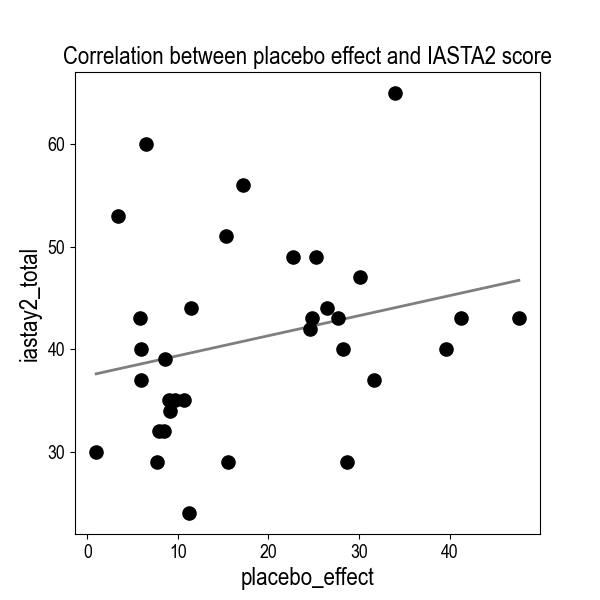 Correlation between placebo effect and IASTA2 score
iastay2_total
60
50
40
30
0 10 20 30 40
placebo_effect